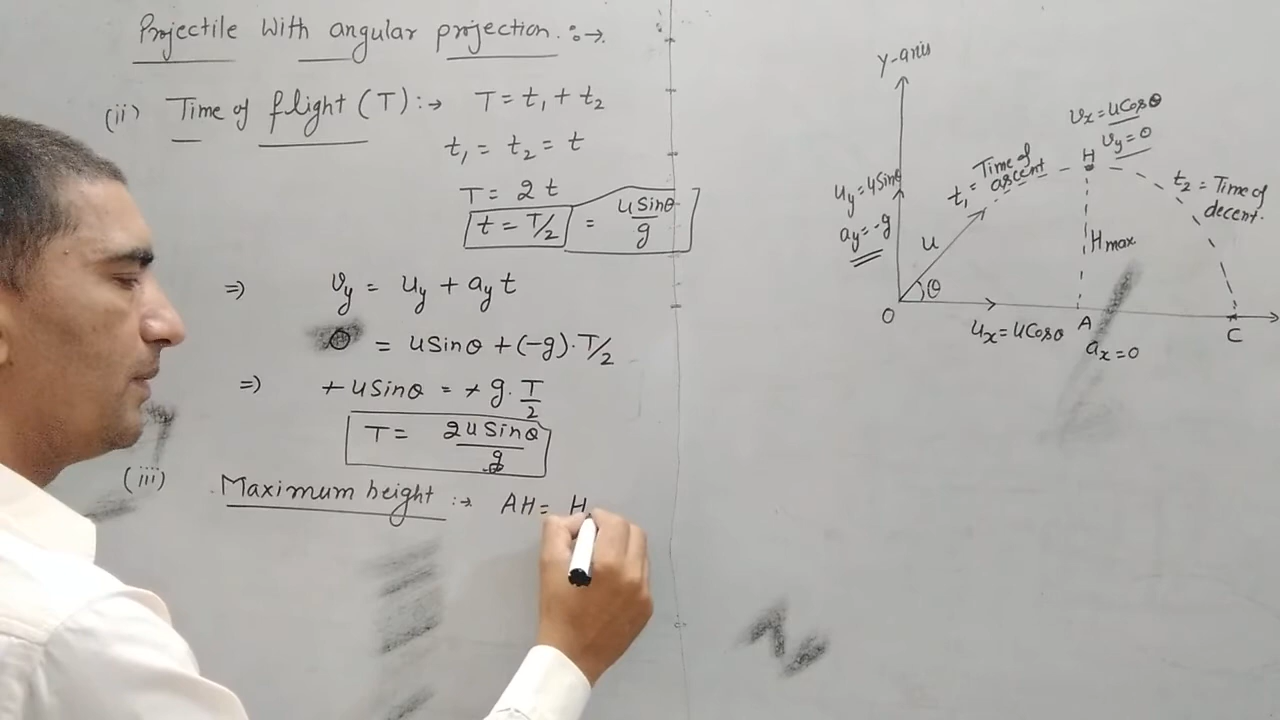 Projectile With angular projection. :→.
(ii) Time of flight (T) :→ T = t₁ + t₂
t₁ = t₂ = t
T = 2t
t = T/2 = uSinθ/g
⇒) Vy = uy + ay t
0 = uSinθ + (-g).T/2
⇒) + uSinθ = + g. T/2
T = 2uSinθ/g
(iii) Maximum height :→ AH = H
Y-axis
Vx = uCosθ
Vy = 0
H
t₁ = Time of ascent
t₂ = Time of decent.
uy = uSinθ
ay = -g
u
Hmax
θ
O
ux = uCosθ
A
ax = 0
C